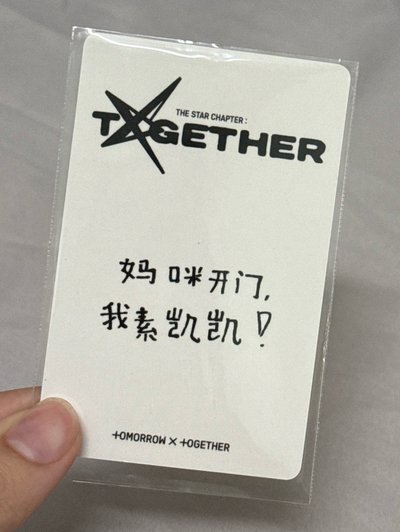 THE STAR CHAPTER :
TOGETHER
妈咪开门,
我素凯凯!
TOMORROW X TOGETHER